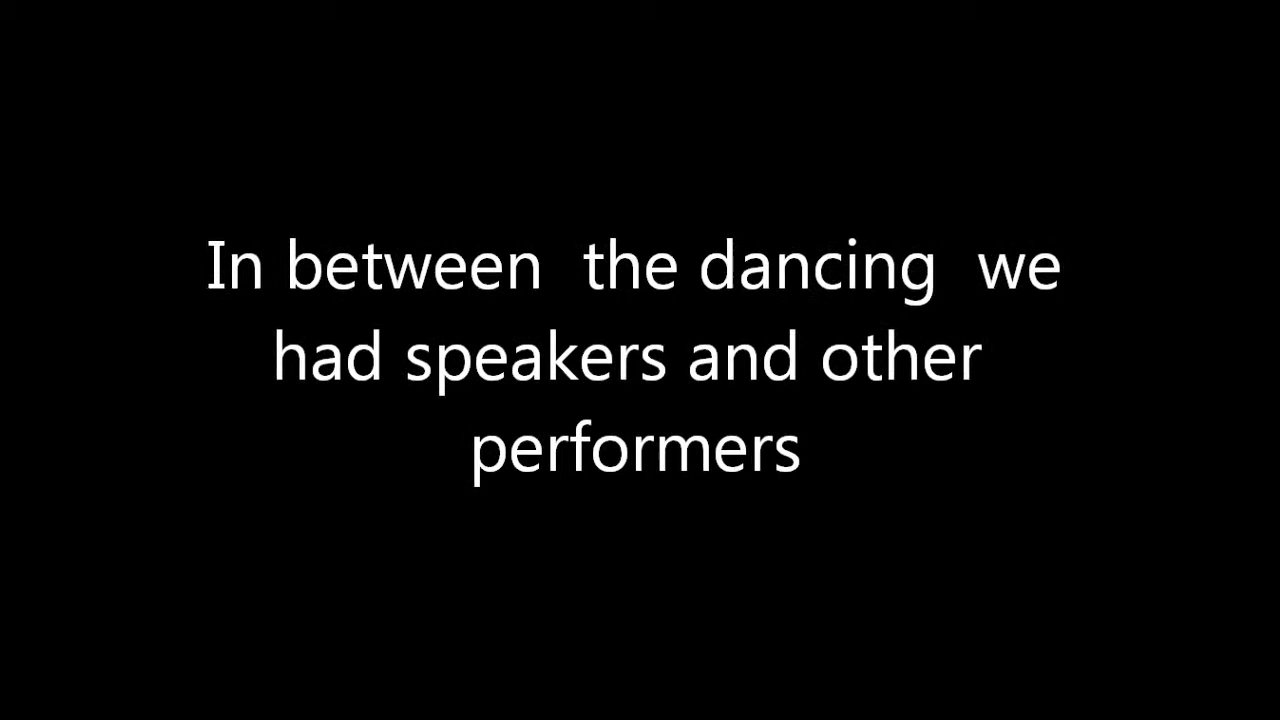 In between  the dancing  we
had speakers and other
performers